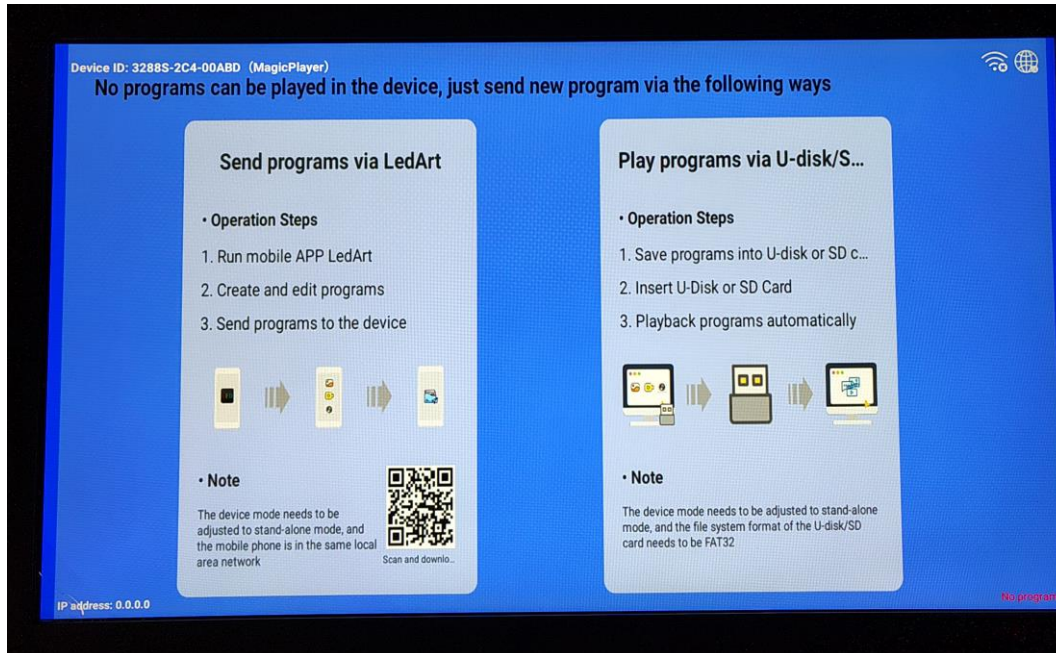 Device ID: 3288S-2C4-00ABD (MagicPlayer)
No programs can be played in the device, just send new program via the following ways
Send programs via LedArt
• Operation Steps
1. Run mobile APP LedArt
2. Create and edit programs
3. Send programs to the device
• Note
The device mode needs to be
adjusted to stand-alone mode, and
the mobile phone is in the same local
area network
Scan and downlo...
Play programs via U-disk/S...
• Operation Steps
1. Save programs into U-disk or SD c...
2. Insert U-Disk or SD Card
3. Playback programs automatically
• Note
The device mode needs to be adjusted to stand-alone
mode, and the file system format of the U-disk/SD
card needs to be FAT32
IP address: 0.0.0.0
No program